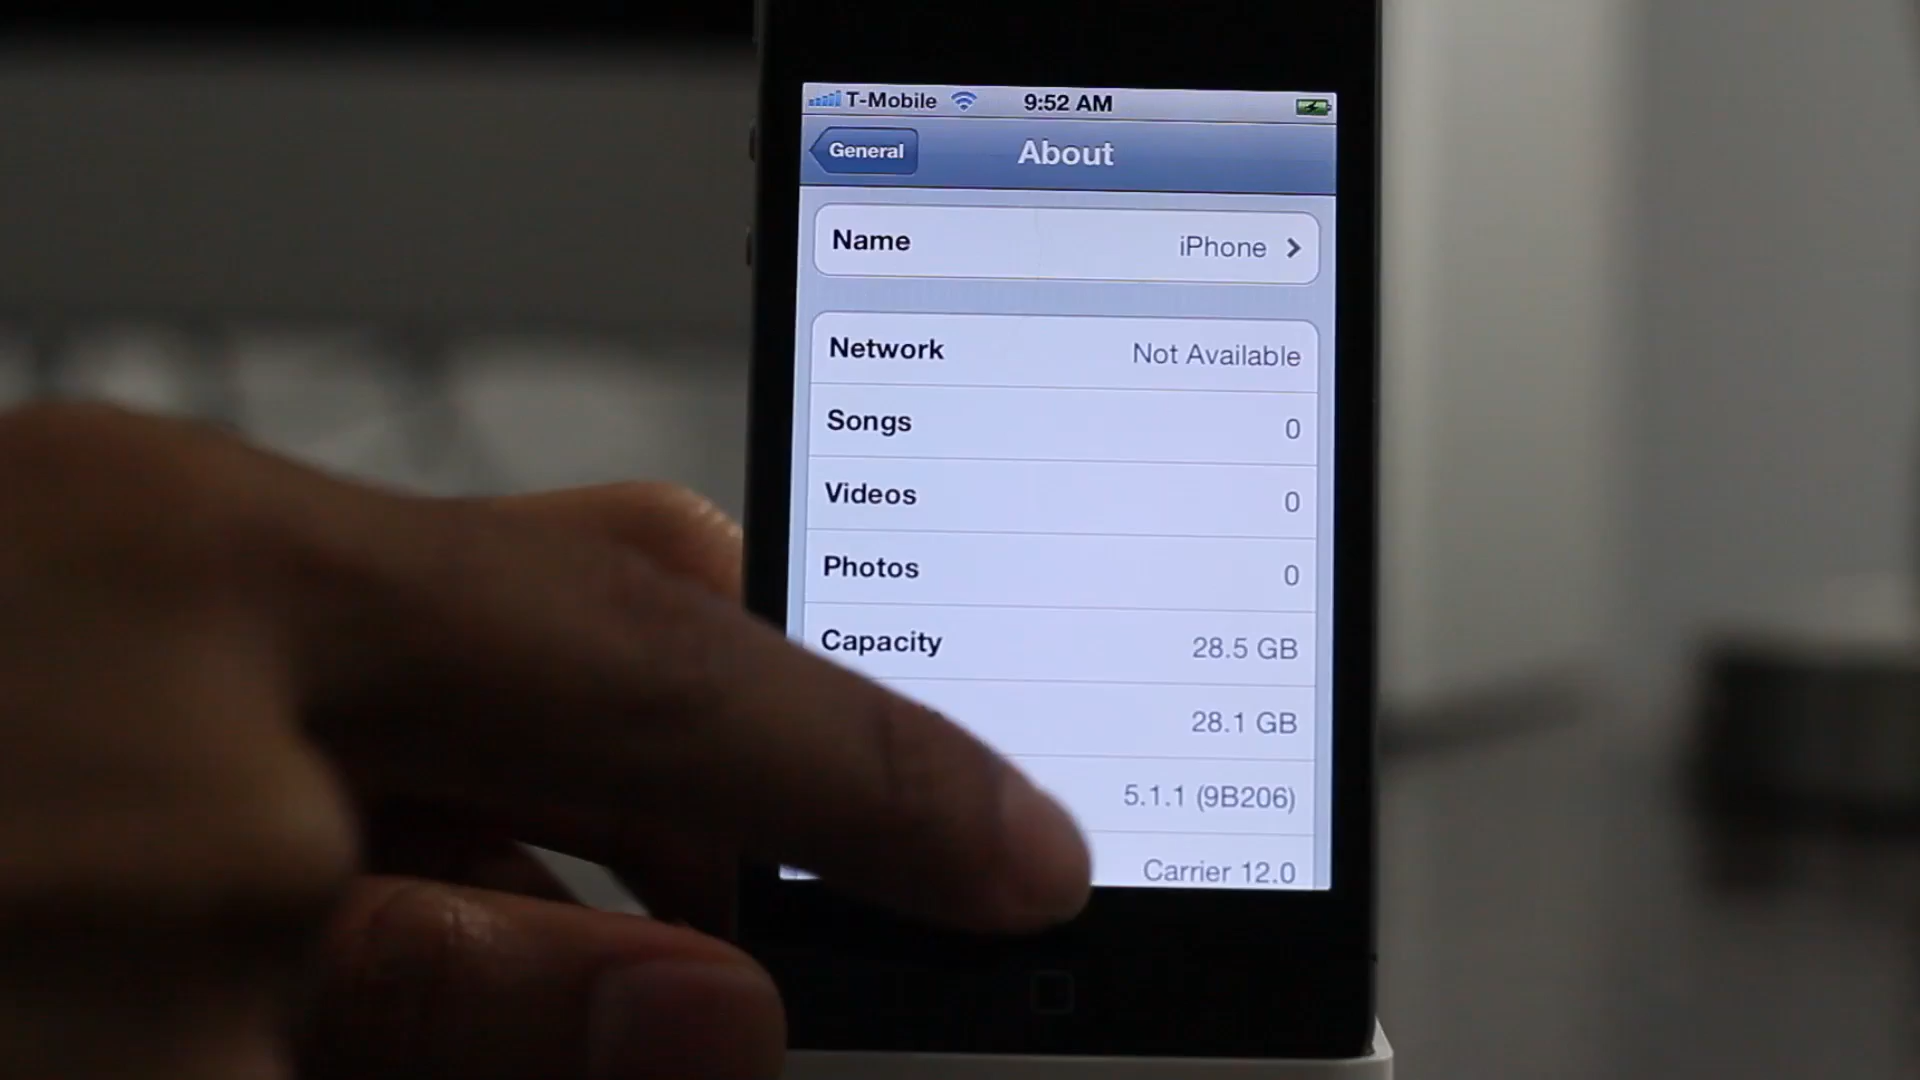 T-Mobile 9:52 AM
General About
Name iPhone
Network Not Available
Songs 0
Videos 0
Photos 0
Capacity 28.5 GB
28.1 GB
5.1.1 (9B206)
Carrier 12.0